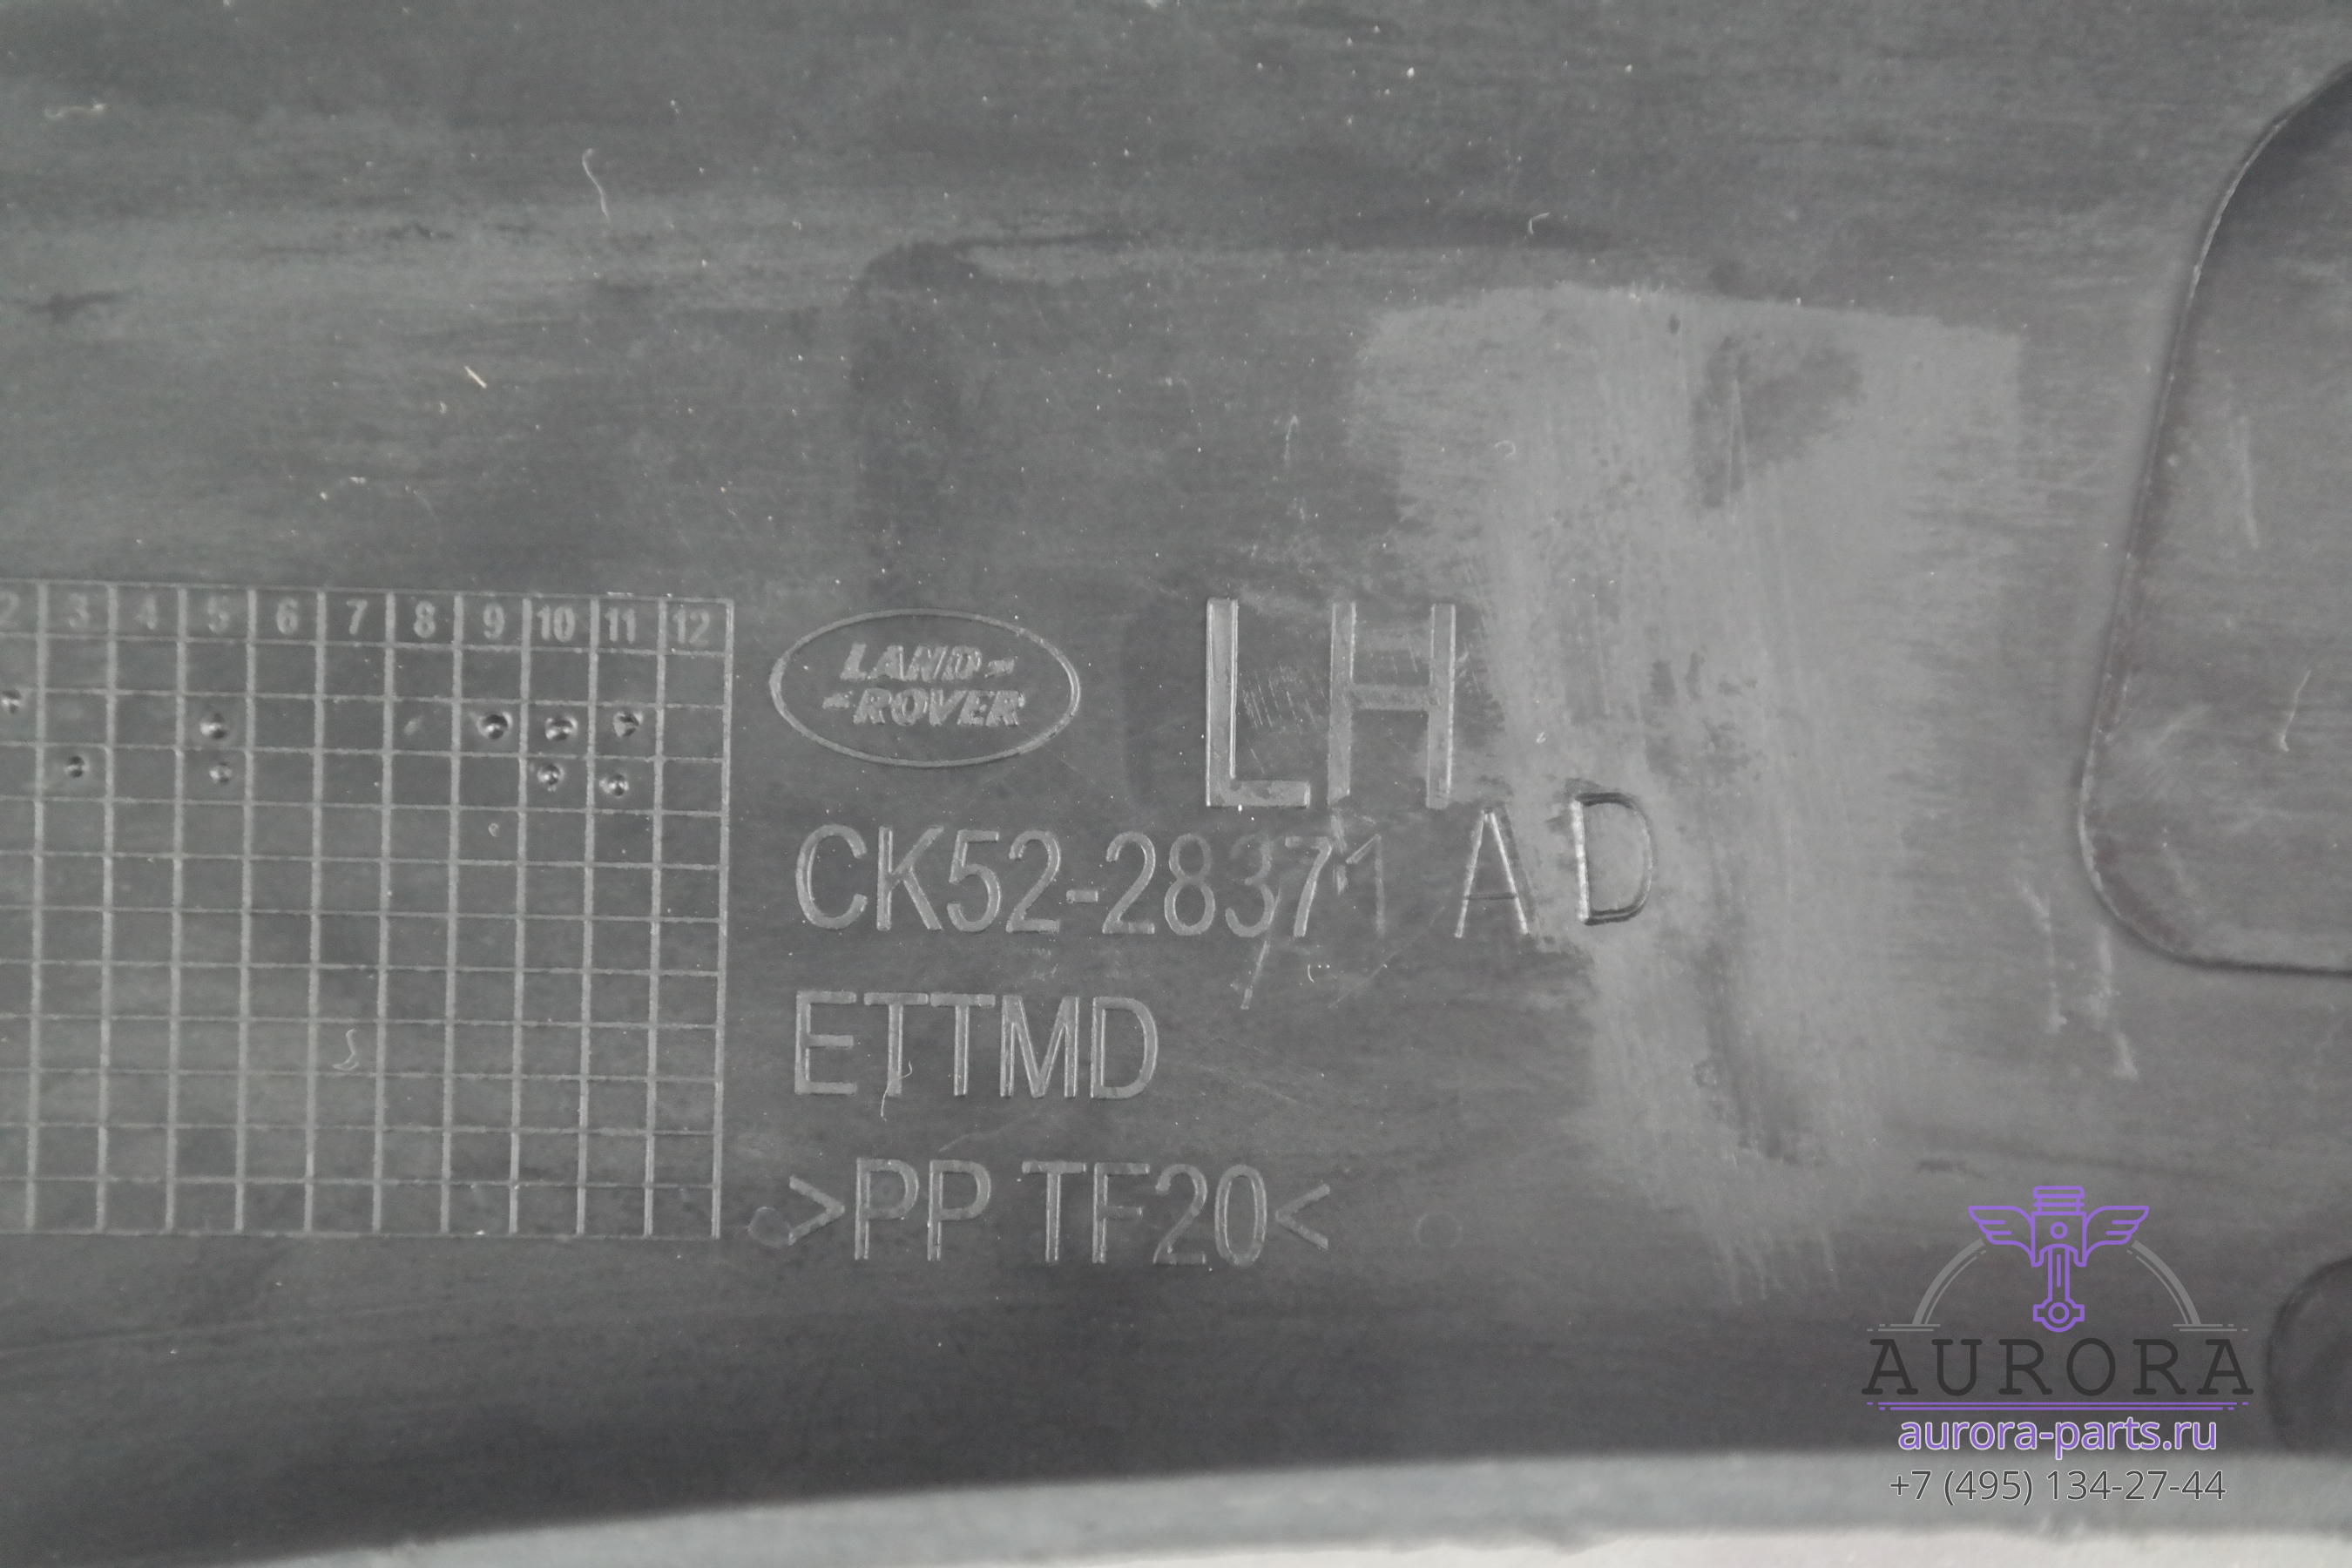 2 3 4 5 6 7 8 9 10 11 12
LAND
ROVER
LH
CK52-28371 AD
ETTMD
>PP TF20<
AURORA
aurora-parts.ru
+7 (495) 134-27-44